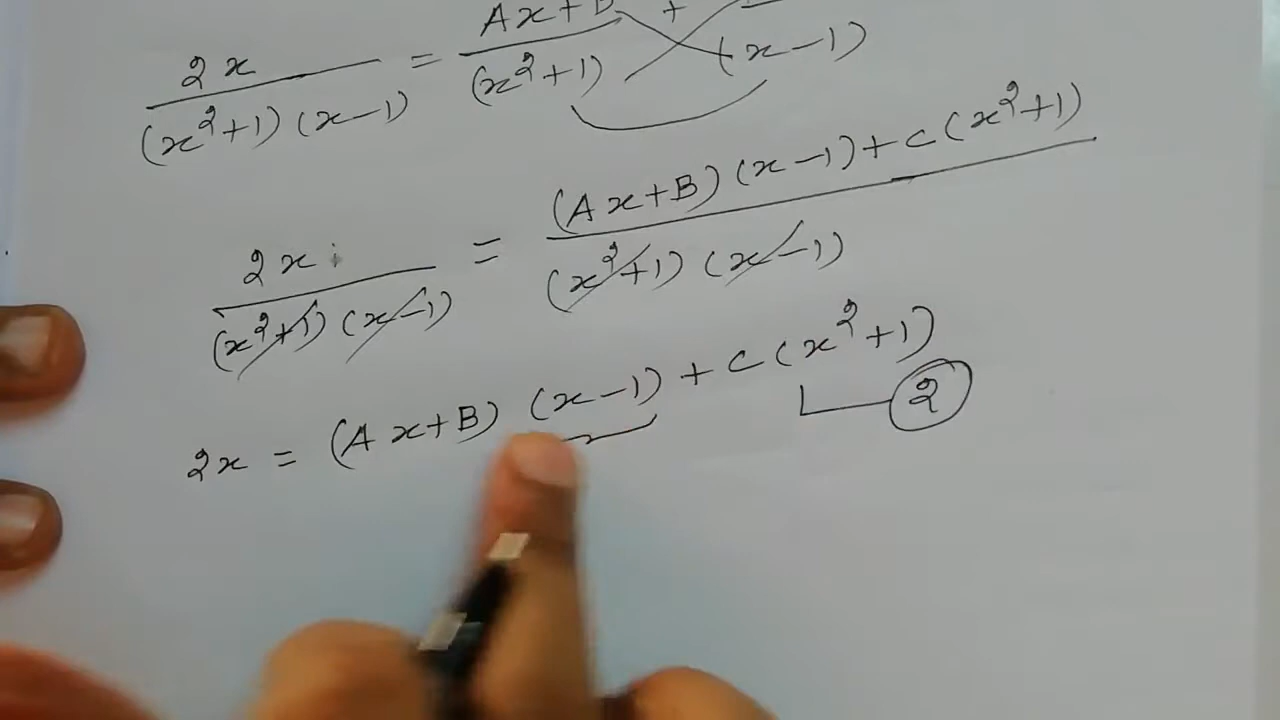 2x / (x²+1)(x-1) = Ax+B / (x²+1) + / (x-1)
2x / (x²+1)(x-1) = (Ax+B)(x-1)+C(x²+1) / (x²+1)(x-1)
2x = (Ax+B)(x-1)+C(x²+1)
2